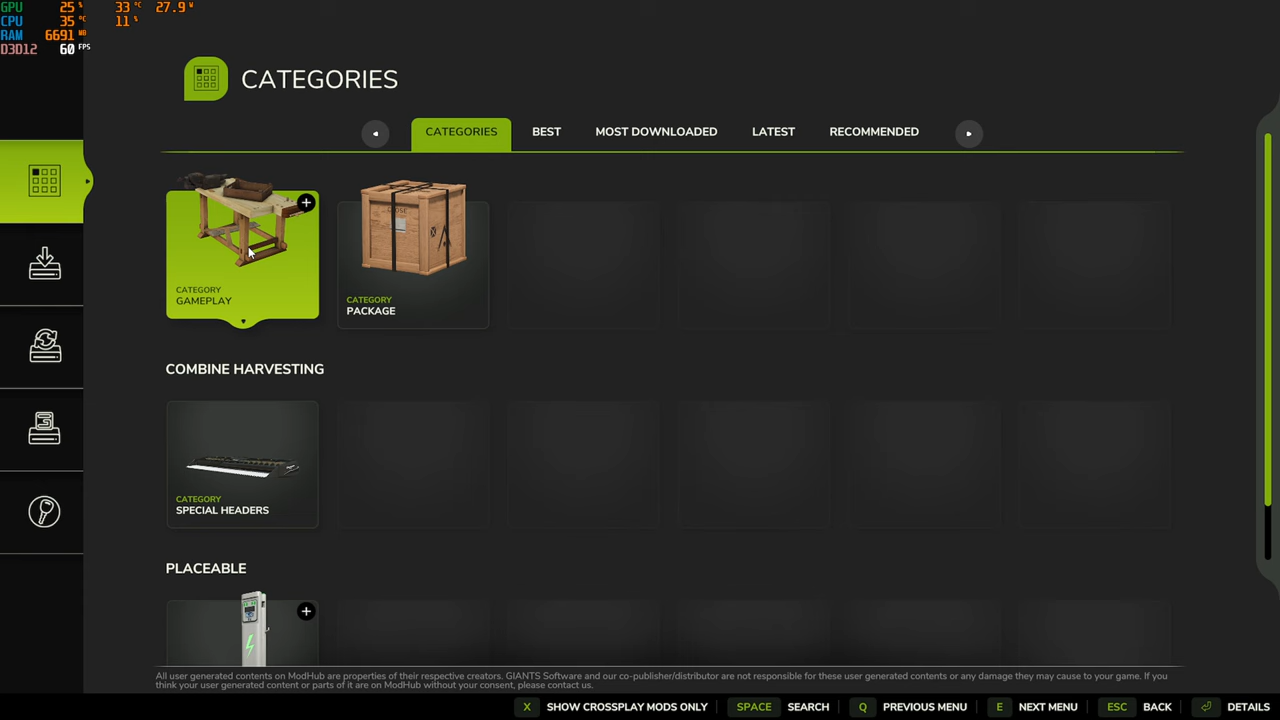 GPU 25 % 33 °C 27.9 W
CPU 35 °C 11 %
RAM 6691 MB
D3D12 60 FPS
CATEGORIES
CATEGORIES BEST MOST DOWNLOADED LATEST RECOMMENDED
CATEGORY
GAMEPLAY
CATEGORY
PACKAGE
COMBINE HARVESTING
CATEGORY
SPECIAL HEADERS
PLACEABLE
All user generated contents on ModHub are properties of their respective creators. GIANTS Software and our co-publisher/distributor are not responsible for these user generated contents or any damage they may cause to your game. If you
think your user generated content or parts of it are on ModHub without your consent, please contact us.
X SHOW CROSSPLAY MODS ONLY SPACE SEARCH Q PREVIOUS MENU E NEXT MENU ESC BACK DETAILS